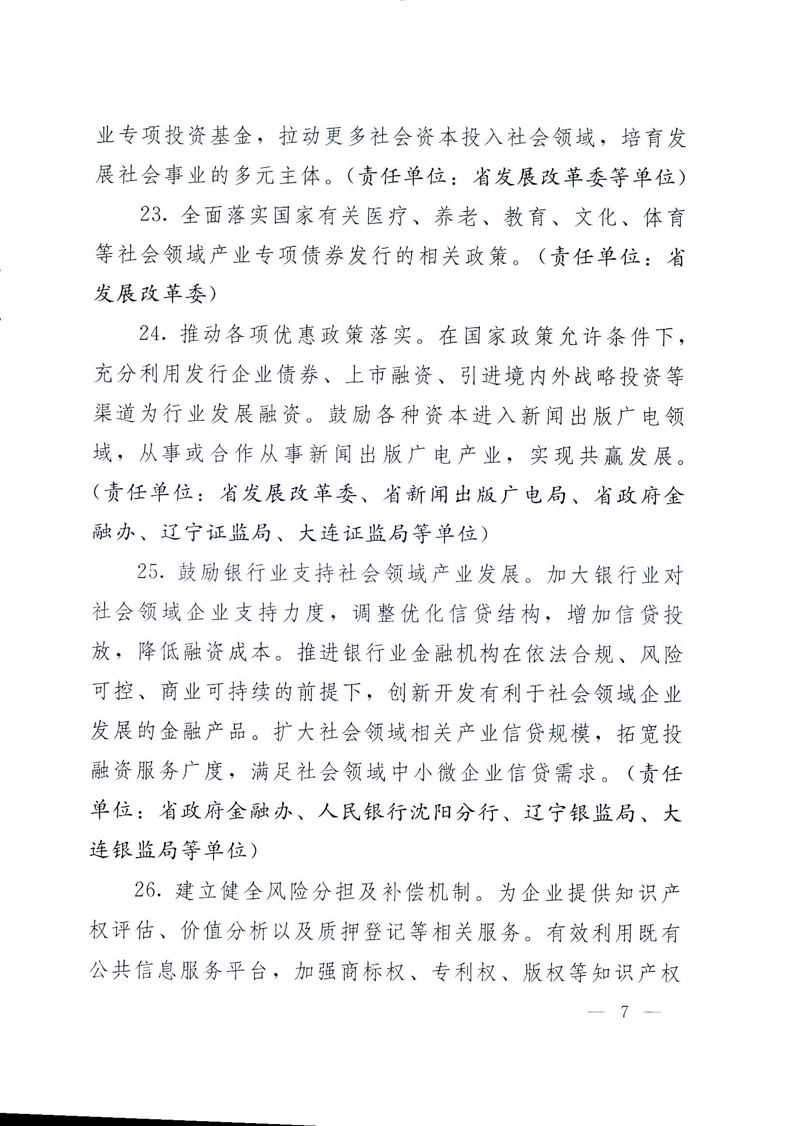 业专项投资基金，拉动更多社会资本投入社会领域，培育发
展社会事业的多元主体。（责任单位：省发展改革委等单位）
23. 全面落实国家有关医疗、养老、教育、文化、体育
等社会领域产业专项债券发行的相关政策。（责任单位：省
发展改革委）
24. 推动各项优惠政策落实。在国家政策允许条件下，
充分利用发行企业债券、上市融资、引进境内外战略投资等
渠道为行业发展融资。鼓励各种资本进入新闻出版广电领
域，从事或合作从事新闻出版广电产业，实现共赢发展。
（责任单位：省发展改革委、省新闻出版广电局、省政府金
融办、辽宁证监局、大连证监局等单位）
25. 鼓励银行业支持社会领域产业发展。加大银行业对
社会领域企业支持力度，调整优化信贷结构，增加信贷投
放，降低融资成本。推进银行业金融机构在依法合规、风险
可控、商业可持续的前提下，创新开发有利于社会领域企业
发展的金融产品。扩大社会领域相关产业信贷规模，拓宽投
融资服务广度，满足社会领域中小微企业信贷需求。（责任
单位：省政府金融办、人民银行沈阳分行、辽宁银监局、大
连银监局等单位）
26. 建立健全风险分担及补偿机制。为企业提供知识产
权评估、价值分析以及质押登记等相关服务。有效利用既有
公共信息服务平台，加强商标权、专利权、版权等知识产权
— 7 —